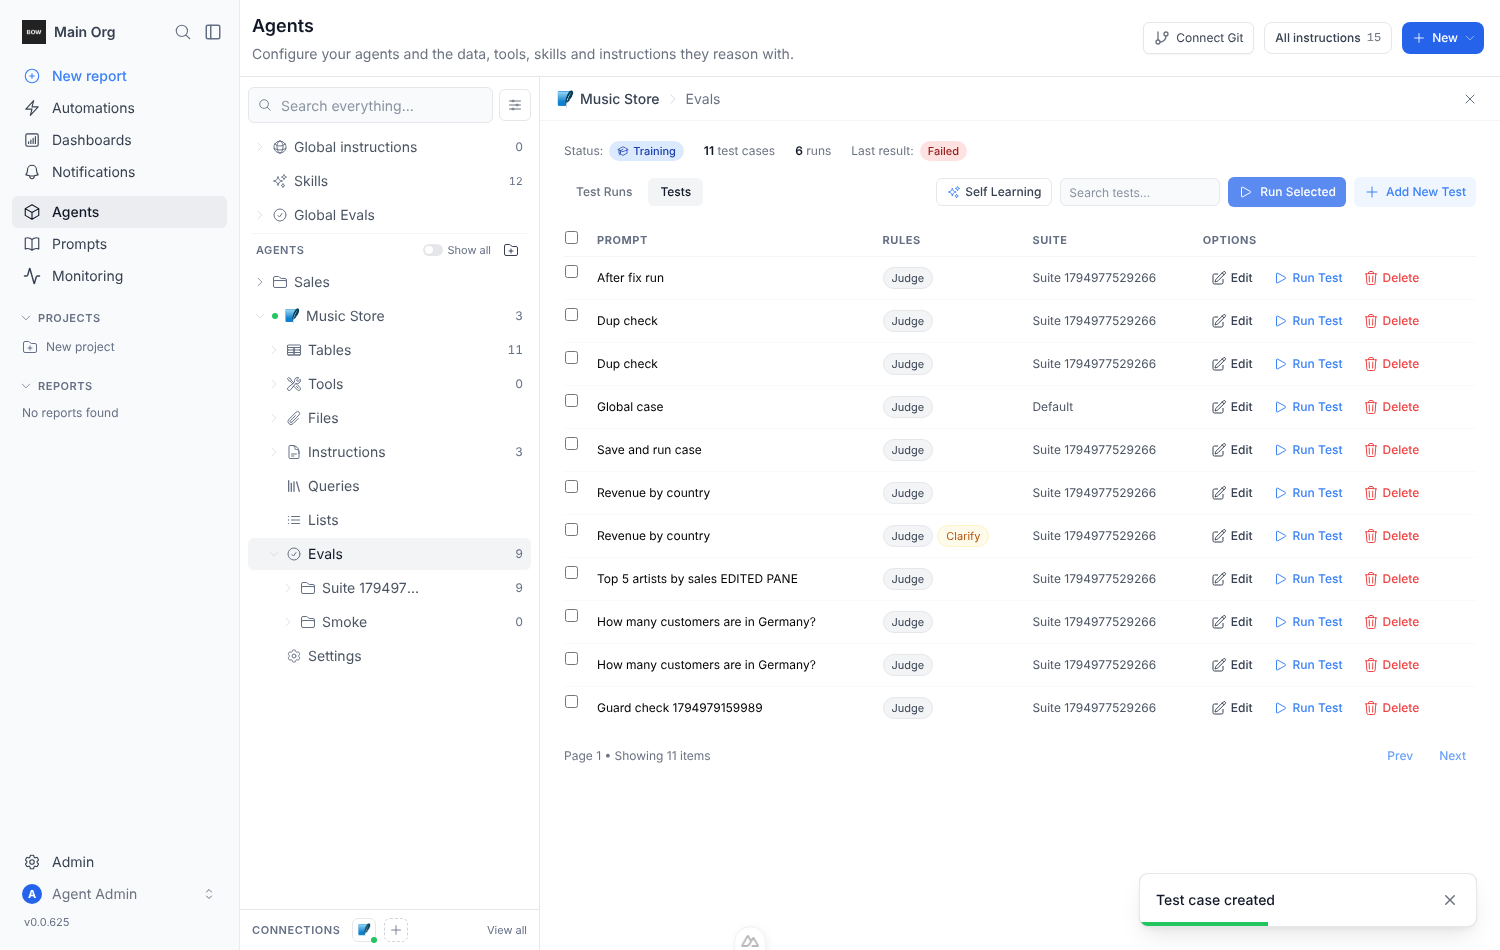 BOW Main Org
New report
Automations
Dashboards
Notifications
Agents
Prompts
Monitoring
PROJECTS
New project
REPORTS
No reports found
Admin
A Agent Admin
v0.0.625
Agents
Configure your agents and the data, tools, skills and instructions they reason with.
Connect Git
All instructions 15
New
Search everything...
Global instructions 0
Skills 12
Global Evals
AGENTS Show all
Sales
Music Store 3
Tables 11
Tools 0
Files
Instructions 3
Queries
Lists
Evals 9
Suite 179497... 9
Smoke 0
Settings
CONNECTIONS View all
Music Store Evals
Status: Training 11 test cases 6 runs Last result: Failed
Test Runs Tests Self Learning Search tests... Run Selected Add New Test
PROMPT RULES SUITE OPTIONS
After fix run Judge Suite 1794977529266 Edit Run Test Delete
Dup check Judge Suite 1794977529266 Edit Run Test Delete
Dup check Judge Suite 1794977529266 Edit Run Test Delete
Global case Judge Default Edit Run Test Delete
Save and run case Judge Suite 1794977529266 Edit Run Test Delete
Revenue by country Judge Suite 1794977529266 Edit Run Test Delete
Revenue by country Judge Clarify Suite 1794977529266 Edit Run Test Delete
Top 5 artists by sales EDITED PANE Judge Suite 1794977529266 Edit Run Test Delete
How many customers are in Germany? Judge Suite 1794977529266 Edit Run Test Delete
How many customers are in Germany? Judge Suite 1794977529266 Edit Run Test Delete
Guard check 1794979159989 Judge Suite 1794977529266 Edit Run Test Delete
Page 1 • Showing 11 items Prev Next
Test case created